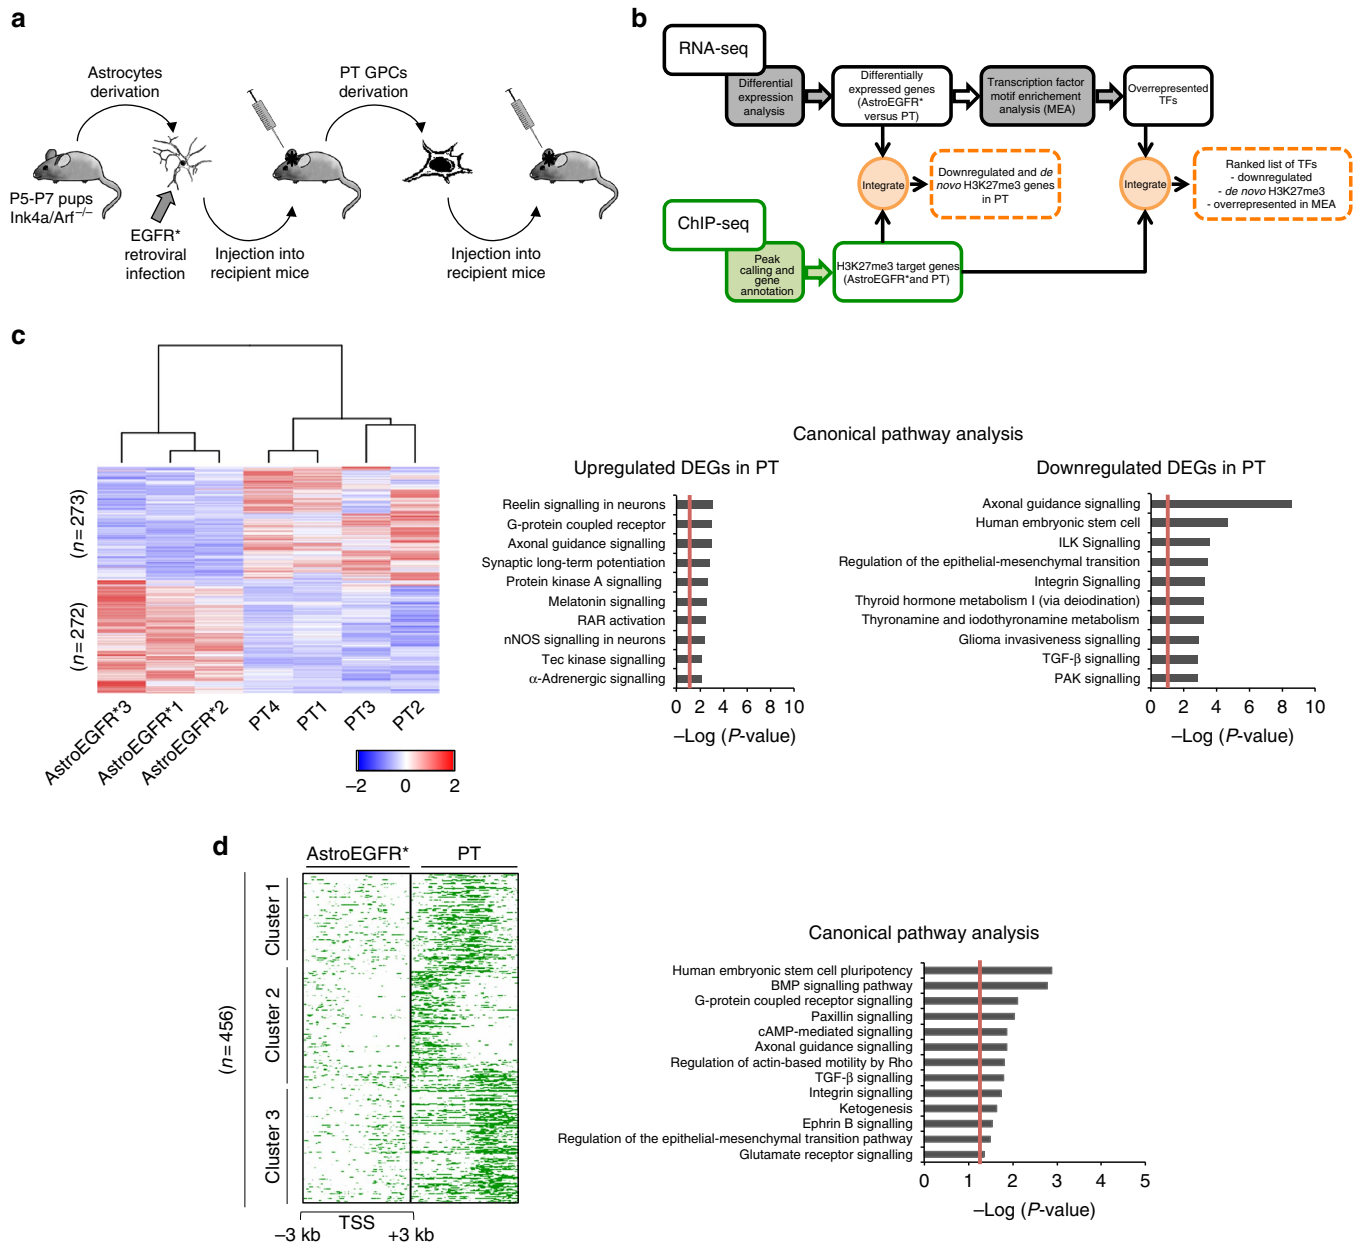 a
Astrocytes
derivation
PT GPCs
derivation
P5-P7 pups
Ink4a/Arf–/–
EGFR*
retroviral
infection
Injection into
recipient mice
Injection into
recipient mice
b
RNA-seq
Differential
expression
analysis
Differentially
expressed genes
(AstroEGFR*
versus PT)
Transcription factor
motif enrichment
analysis (MEA)
Overrepresented
TFs
Integrate
Downregulated and de
novo H3K27me3 genes
in PT
Integrate
Ranked list of TFs
- downregulated
- de novo H3K27me3
- overrepresented in MEA
ChIP-seq
Peak
calling and
gene
annotation
H3K27me3 target genes
(AstroEGFR*and PT)
c
(n=273)
(n=272)
AstroEGFR*3
AstroEGFR*1
AstroEGFR*2
PT4
PT1
PT3
PT2
–2 0 2
Canonical pathway analysis
Upregulated DEGs in PT
Reelin signalling in neurons
G-protein coupled receptor
Axonal guidance signalling
Synaptic long-term potentiation
Protein kinase A signalling
Melatonin signalling
RAR activation
nNOS signalling in neurons
Tec kinase signalling
α-Adrenergic signalling
0 2 4 6 8 10
–Log (P-value)
Downregulated DEGs in PT
Axonal guidance signalling
Human embryonic stem cell
ILK Signalling
Regulation of the epithelial-mesenchymal transition
Integrin Signalling
Thyroid hormone metabolism I (via deiodination)
Thyronamine and iodothyronamine metabolism
Glioma invasiveness signalling
TGF-β signalling
PAK signalling
0 2 4 6 8 10
–Log (P-value)
d
AstroEGFR* PT
(n=456)
Cluster 1
Cluster 2
Cluster 3
TSS
–3 kb +3 kb
Canonical pathway analysis
Human embryonic stem cell pluripotency
BMP signalling pathway
G-protein coupled receptor signalling
Paxillin signalling
cAMP-mediated signalling
Axonal guidance signalling
Regulation of actin-based motility by Rho
TGF-β signalling
Integrin signalling
Ketogenesis
Ephrin B signalling
Regulation of the epithelial-mesenchymal transition pathway
Glutamate receptor signalling
0 1 2 3 4 5
–Log (P-value)